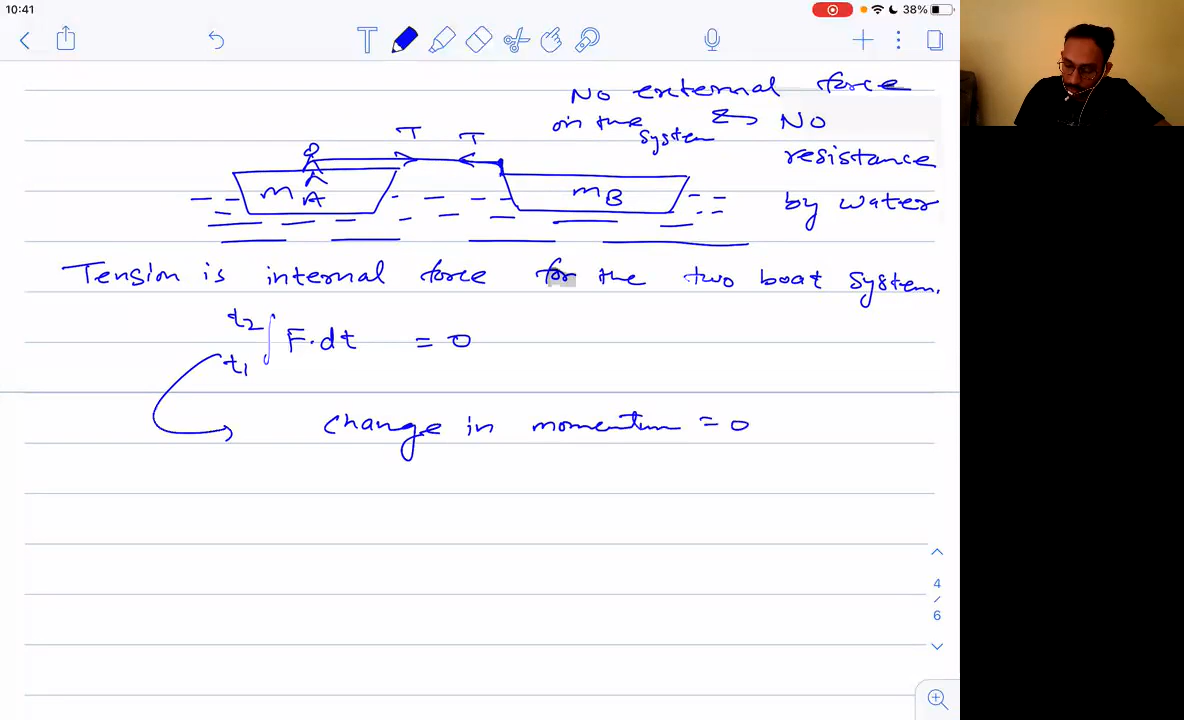 10:41
38%
T
No external force
on the system ↔ No
resistance
by water
T T
mA
mB
Tension is internal force for the two boat system.
t2
∫ F·dt = 0
t1
change in momentum = 0
4
/
6